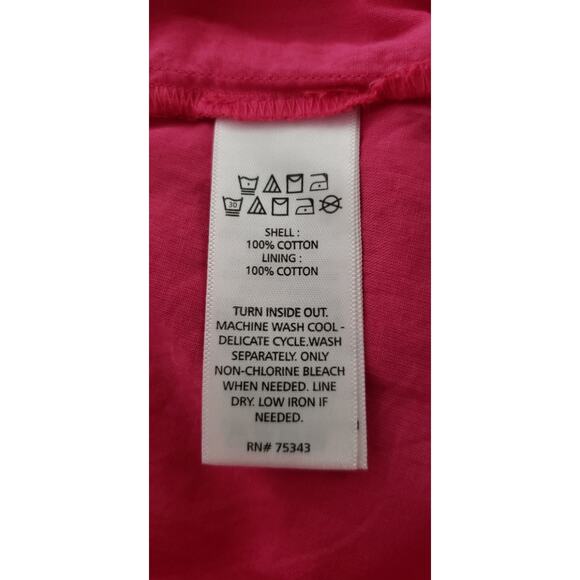 30
SHELL :
100% COTTON
LINING :
100% COTTON
TURN INSIDE OUT.
MACHINE WASH COOL -
DELICATE CYCLE.WASH
SEPARATELY. ONLY
NON-CHLORINE BLEACH
WHEN NEEDED. LINE
DRY. LOW IRON IF
NEEDED.
RN# 75343